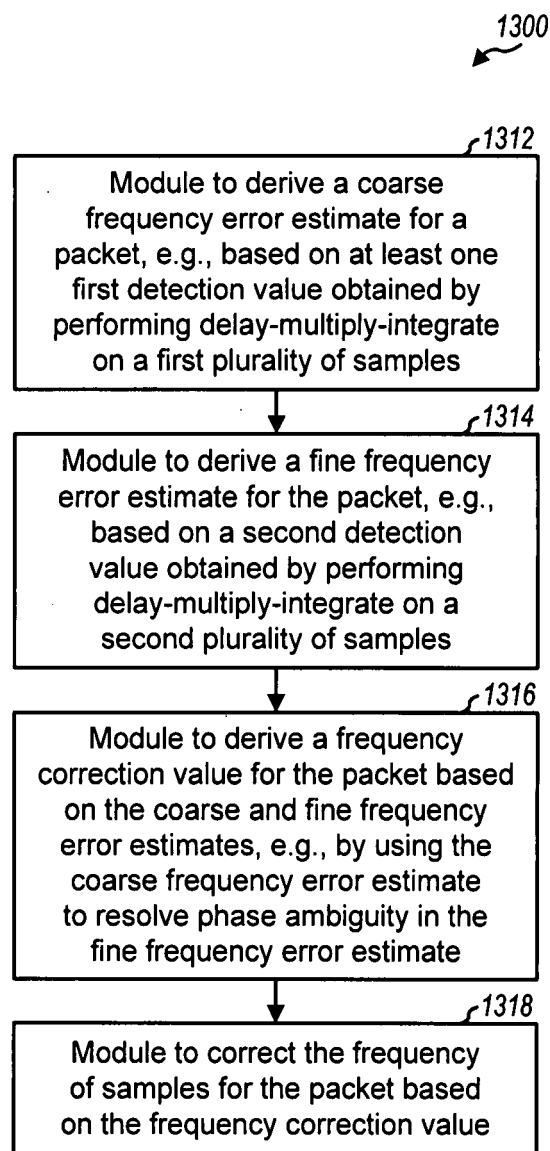 1300
1312
Module to derive a coarse
frequency error estimate for a
packet, e.g., based on at least one
first detection value obtained by
performing delay-multiply-integrate
on a first plurality of samples
1314
Module to derive a fine frequency
error estimate for the packet, e.g.,
based on a second detection
value obtained by performing
delay-multiply-integrate on a
second plurality of samples
1316
Module to derive a frequency
correction value for the packet based
on the coarse and fine frequency
error estimates, e.g., by using the
coarse frequency error estimate
to resolve phase ambiguity in the
fine frequency error estimate
1318
Module to correct the frequency
of samples for the packet based
on the frequency correction value